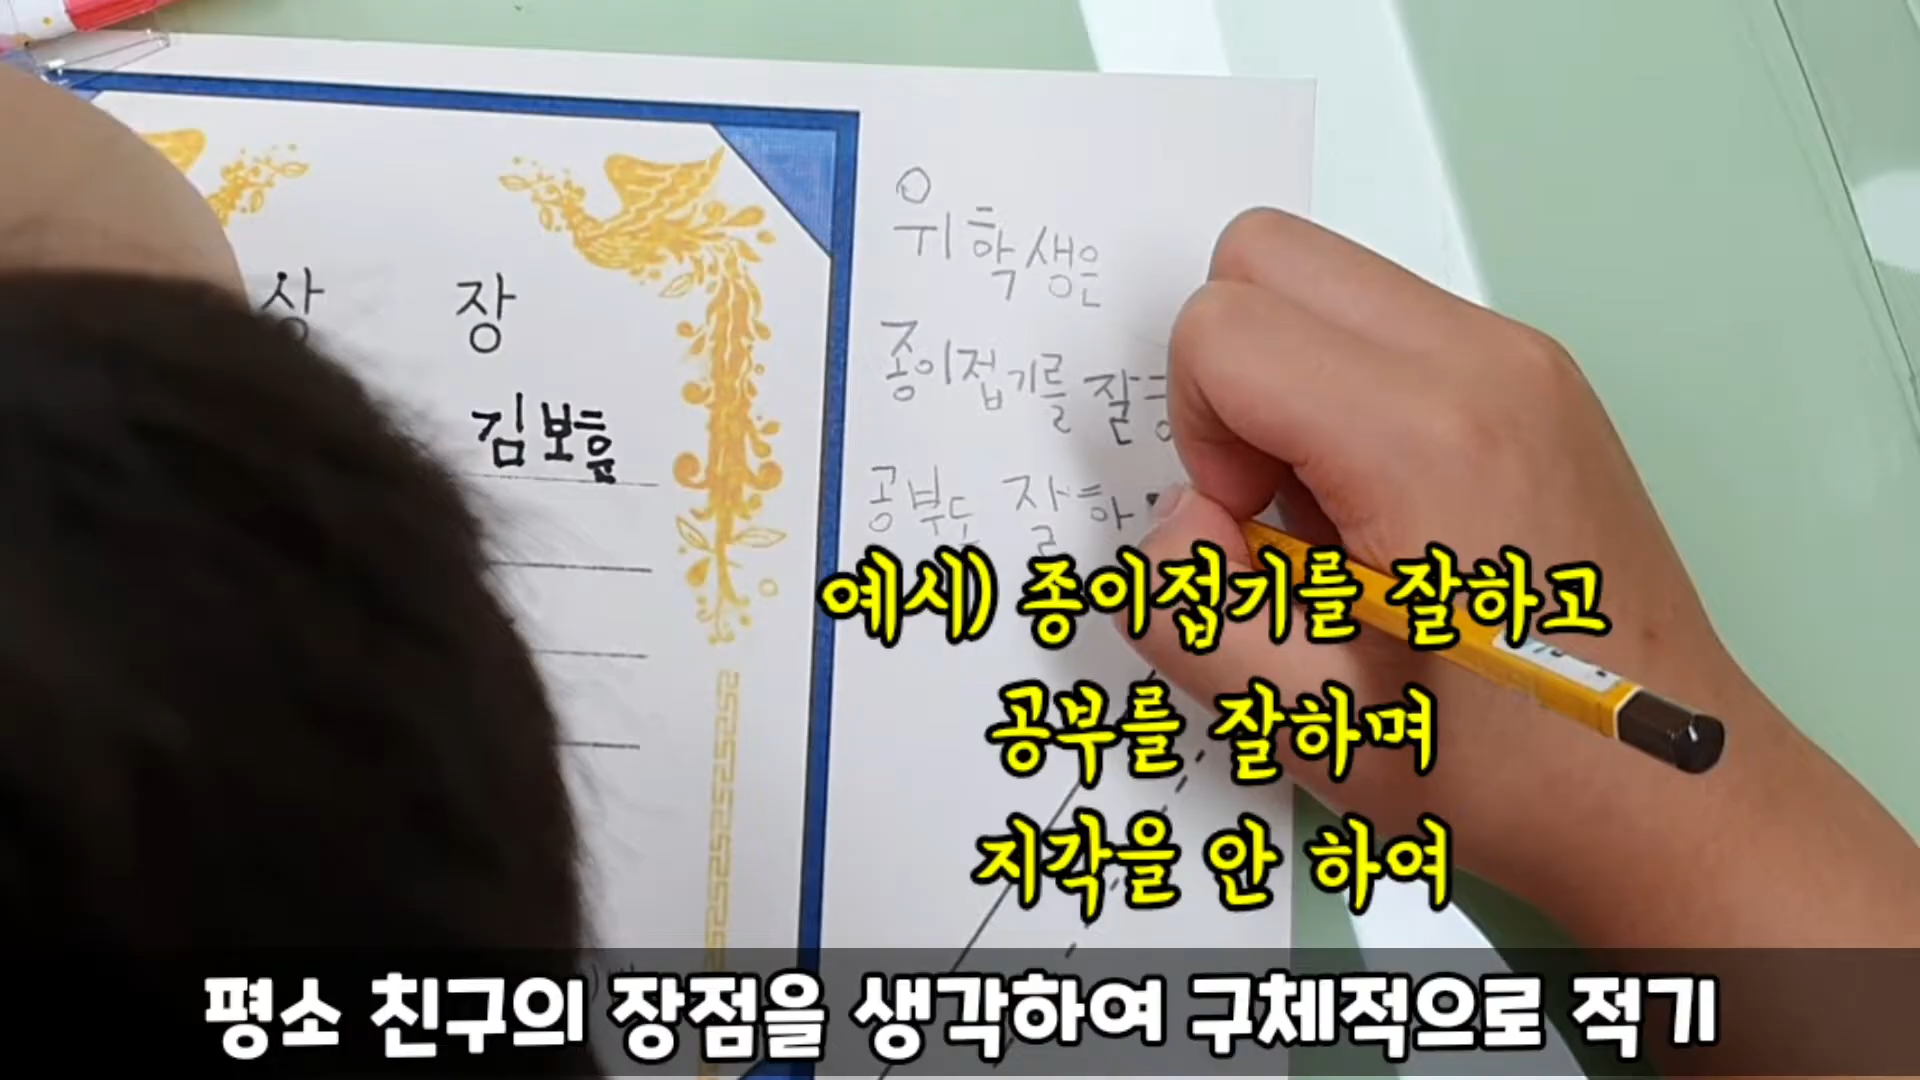 상 장
김보흠
위 학생은
종이접기를 잘
공부도 잘하
예시) 종이접기를 잘하고
공부를 잘하며
지각을 안 하여
평소 친구의 장점을 생각하여 구체적으로 적기